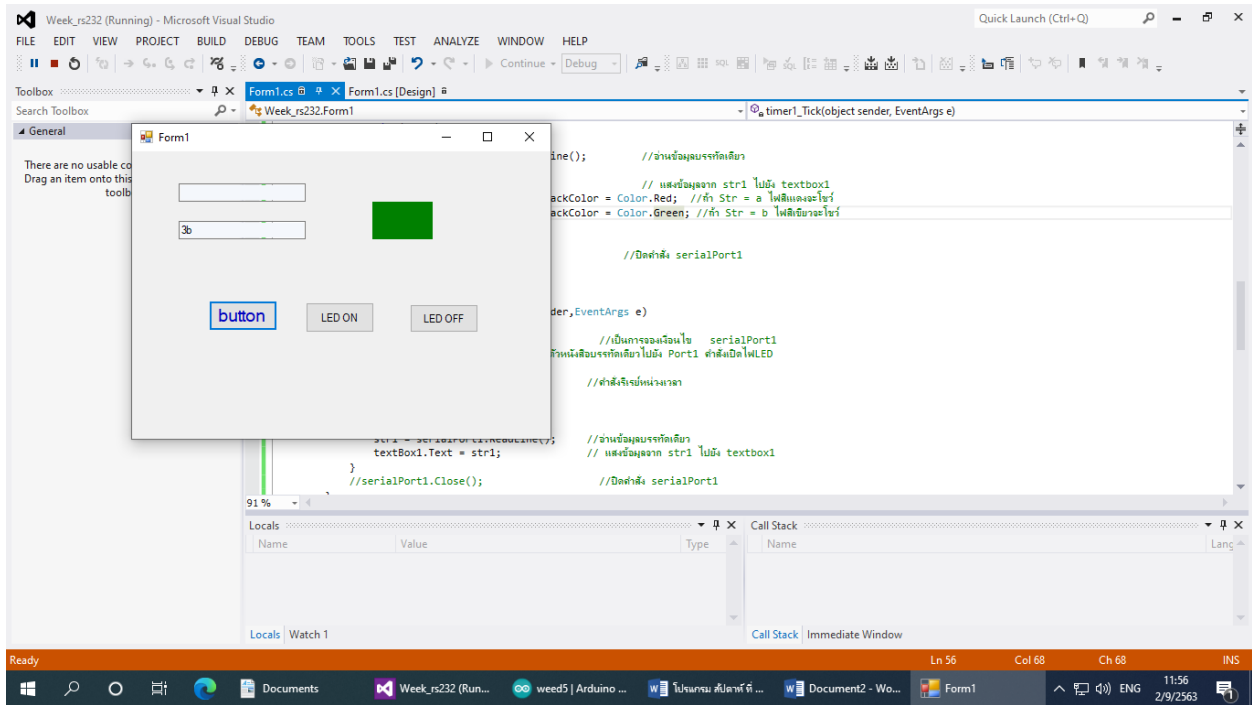 Week_rs232 (Running) - Microsoft Visual Studio
Quick Launch (Ctrl+Q)
FILE EDIT VIEW PROJECT BUILD DEBUG TEAM TOOLS TEST ANALYZE WINDOW HELP
Continue Debug
Toolbox
Form1.cs Form1.cs [Design]
Search Toolbox
Week_rs232.Form1
timer1_Tick(object sender, EventArgs e)
General
There are no usable co
Drag an item onto this
toolb
Form1
3b
button
LED ON
LED OFF
ine(); //อ่านข้อมูลบรรทัดเดียว
// แสงข้อมูลจาก str1 ไปยัง textbox1
ackColor = Color.Red; //ถ้า Str = a ไฟสีแดงจะโชว์
ackColor = Color.Green; //ถ้า Str = b ไฟสีเขียวจะโชว์
//ปิดคำสั่ง serialPort1
der,EventArgs e)
//เป็นการจองเงื่อนไข serialPort1
ตัวหนังสือบรรทัดเดียวไปยัง Port1 คำสั่งเปิดไฟLED
//คำสั่งรีเรย์หน่วงเวลา
str1 = serialPort1.ReadLine(); //อ่านข้อมูลบรรทัดเดียว
textBox1.Text = str1; // แสงข้อมูลจาก str1 ไปยัง textbox1
}
//serialPort1.Close(); //ปิดคำสั่ง serialPort1
91 %
Locals
Name Value Type
Call Stack
Name Lang
Locals Watch 1
Call Stack Immediate Window
Ready
Ln 56 Col 68 Ch 68 INS
Documents
Week_rs232 (Run...
weed5 | Arduino ...
โปรแกรม สัปดาห์ ที่ ...
Document2 - Wo...
Form1
ENG
11:56
2/9/2563
1